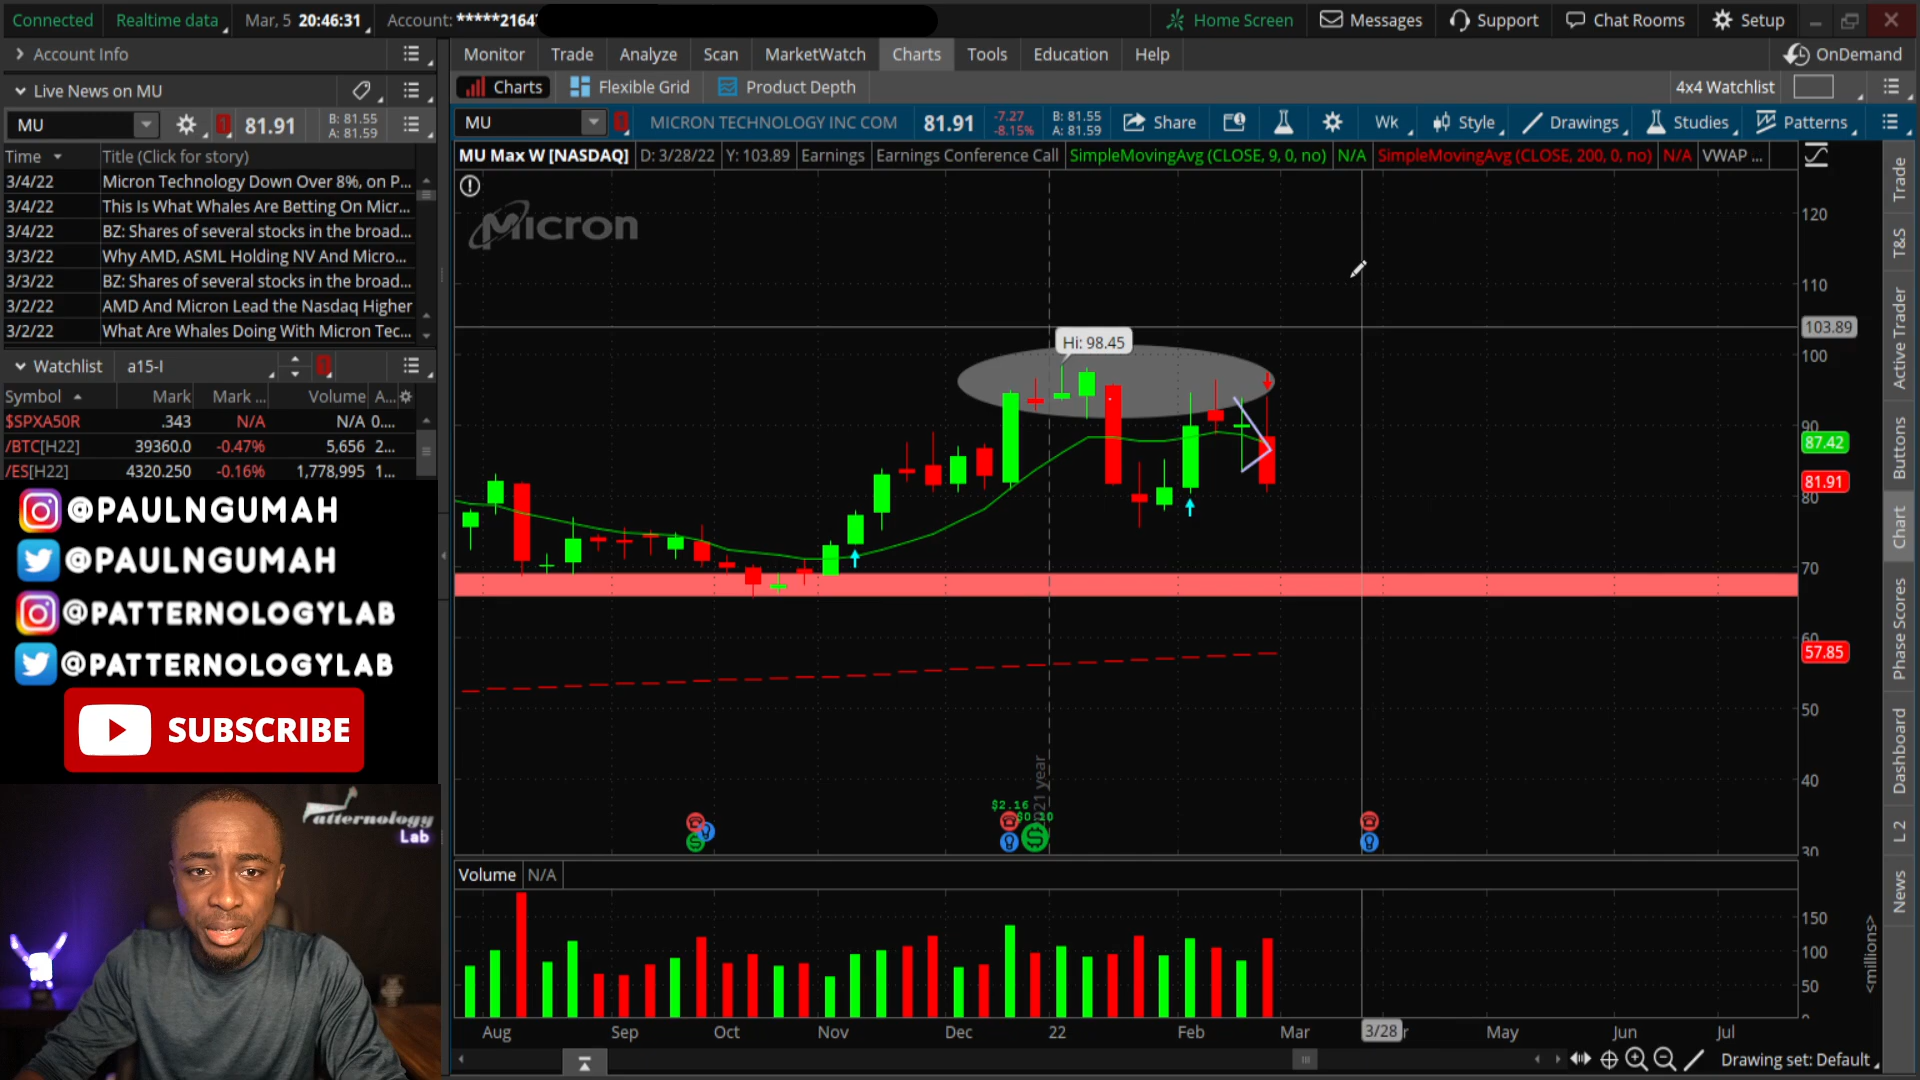 Connected Realtime data Mar, 5 20:46:31 Account: *****2164 Home Screen Messages Support Chat Rooms Setup
Account Info Monitor Trade Analyze Scan MarketWatch Charts Tools Education Help OnDemand
Live News on MU Charts Flexible Grid Product Depth 4x4 Watchlist
MU 81.91 B: 81.55 A: 81.59
MU MICRON TECHNOLOGY INC COM 81.91 -7.27 -8.15% B: 81.55 A: 81.59 Share Wk Style Drawings Studies Patterns
MU Max W [NASDAQ] D: 3/28/22 Y: 103.89 Earnings Earnings Conference Call SimpleMovingAvg (CLOSE, 9, 0, no) N/A SimpleMovingAvg (CLOSE, 200, 0, no) N/A VWAP ...
Time Title (Click for story)
3/4/22 Micron Technology Down Over 8%, on P...
3/4/22 This Is What Whales Are Betting On Micr...
3/4/22 BZ: Shares of several stocks in the broad...
3/3/22 Why AMD, ASML Holding NV And Micro...
3/3/22 BZ: Shares of several stocks in the broad...
3/2/22 AMD And Micron Lead the Nasdaq Higher
3/2/22 What Are Whales Doing With Micron Tec...
Watchlist a15-I
Symbol Mark Mark ... Volume A...
$SPXA50R .343 N/A N/A 0....
/BTC[H22] 39360.0 -0.47% 5,656 2...
/ES[H22] 4320.250 -0.16% 1,778,995 1...
@PAULNGUMAH
@PAULNGUMAH
@PATTERNOLOGYLAB
@PATTERNOLOGYLAB
SUBSCRIBE
Patternology
Lab
Micron
Hi: 98.45
120
110
103.89
100
90
87.42
81.91
80
70
60
57.85
50
40
30
21 year
$2.16
Volume N/A
150
100
50
<millions>
Aug Sep Oct Nov Dec 22 Feb Mar 3/28 May Jun Jul
Drawing set: Default
Trade
T&S
Active Trader
Buttons
Chart
Phase Scores
Dashboard
L 2
News